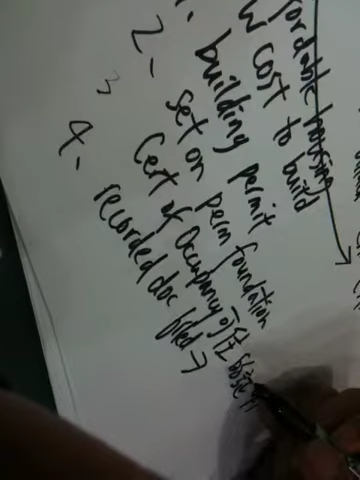 ordable housing
w cost to build
1. building permit
2- set on perm foundation
3 Cert of Occupancy
4- recorded doc filed →